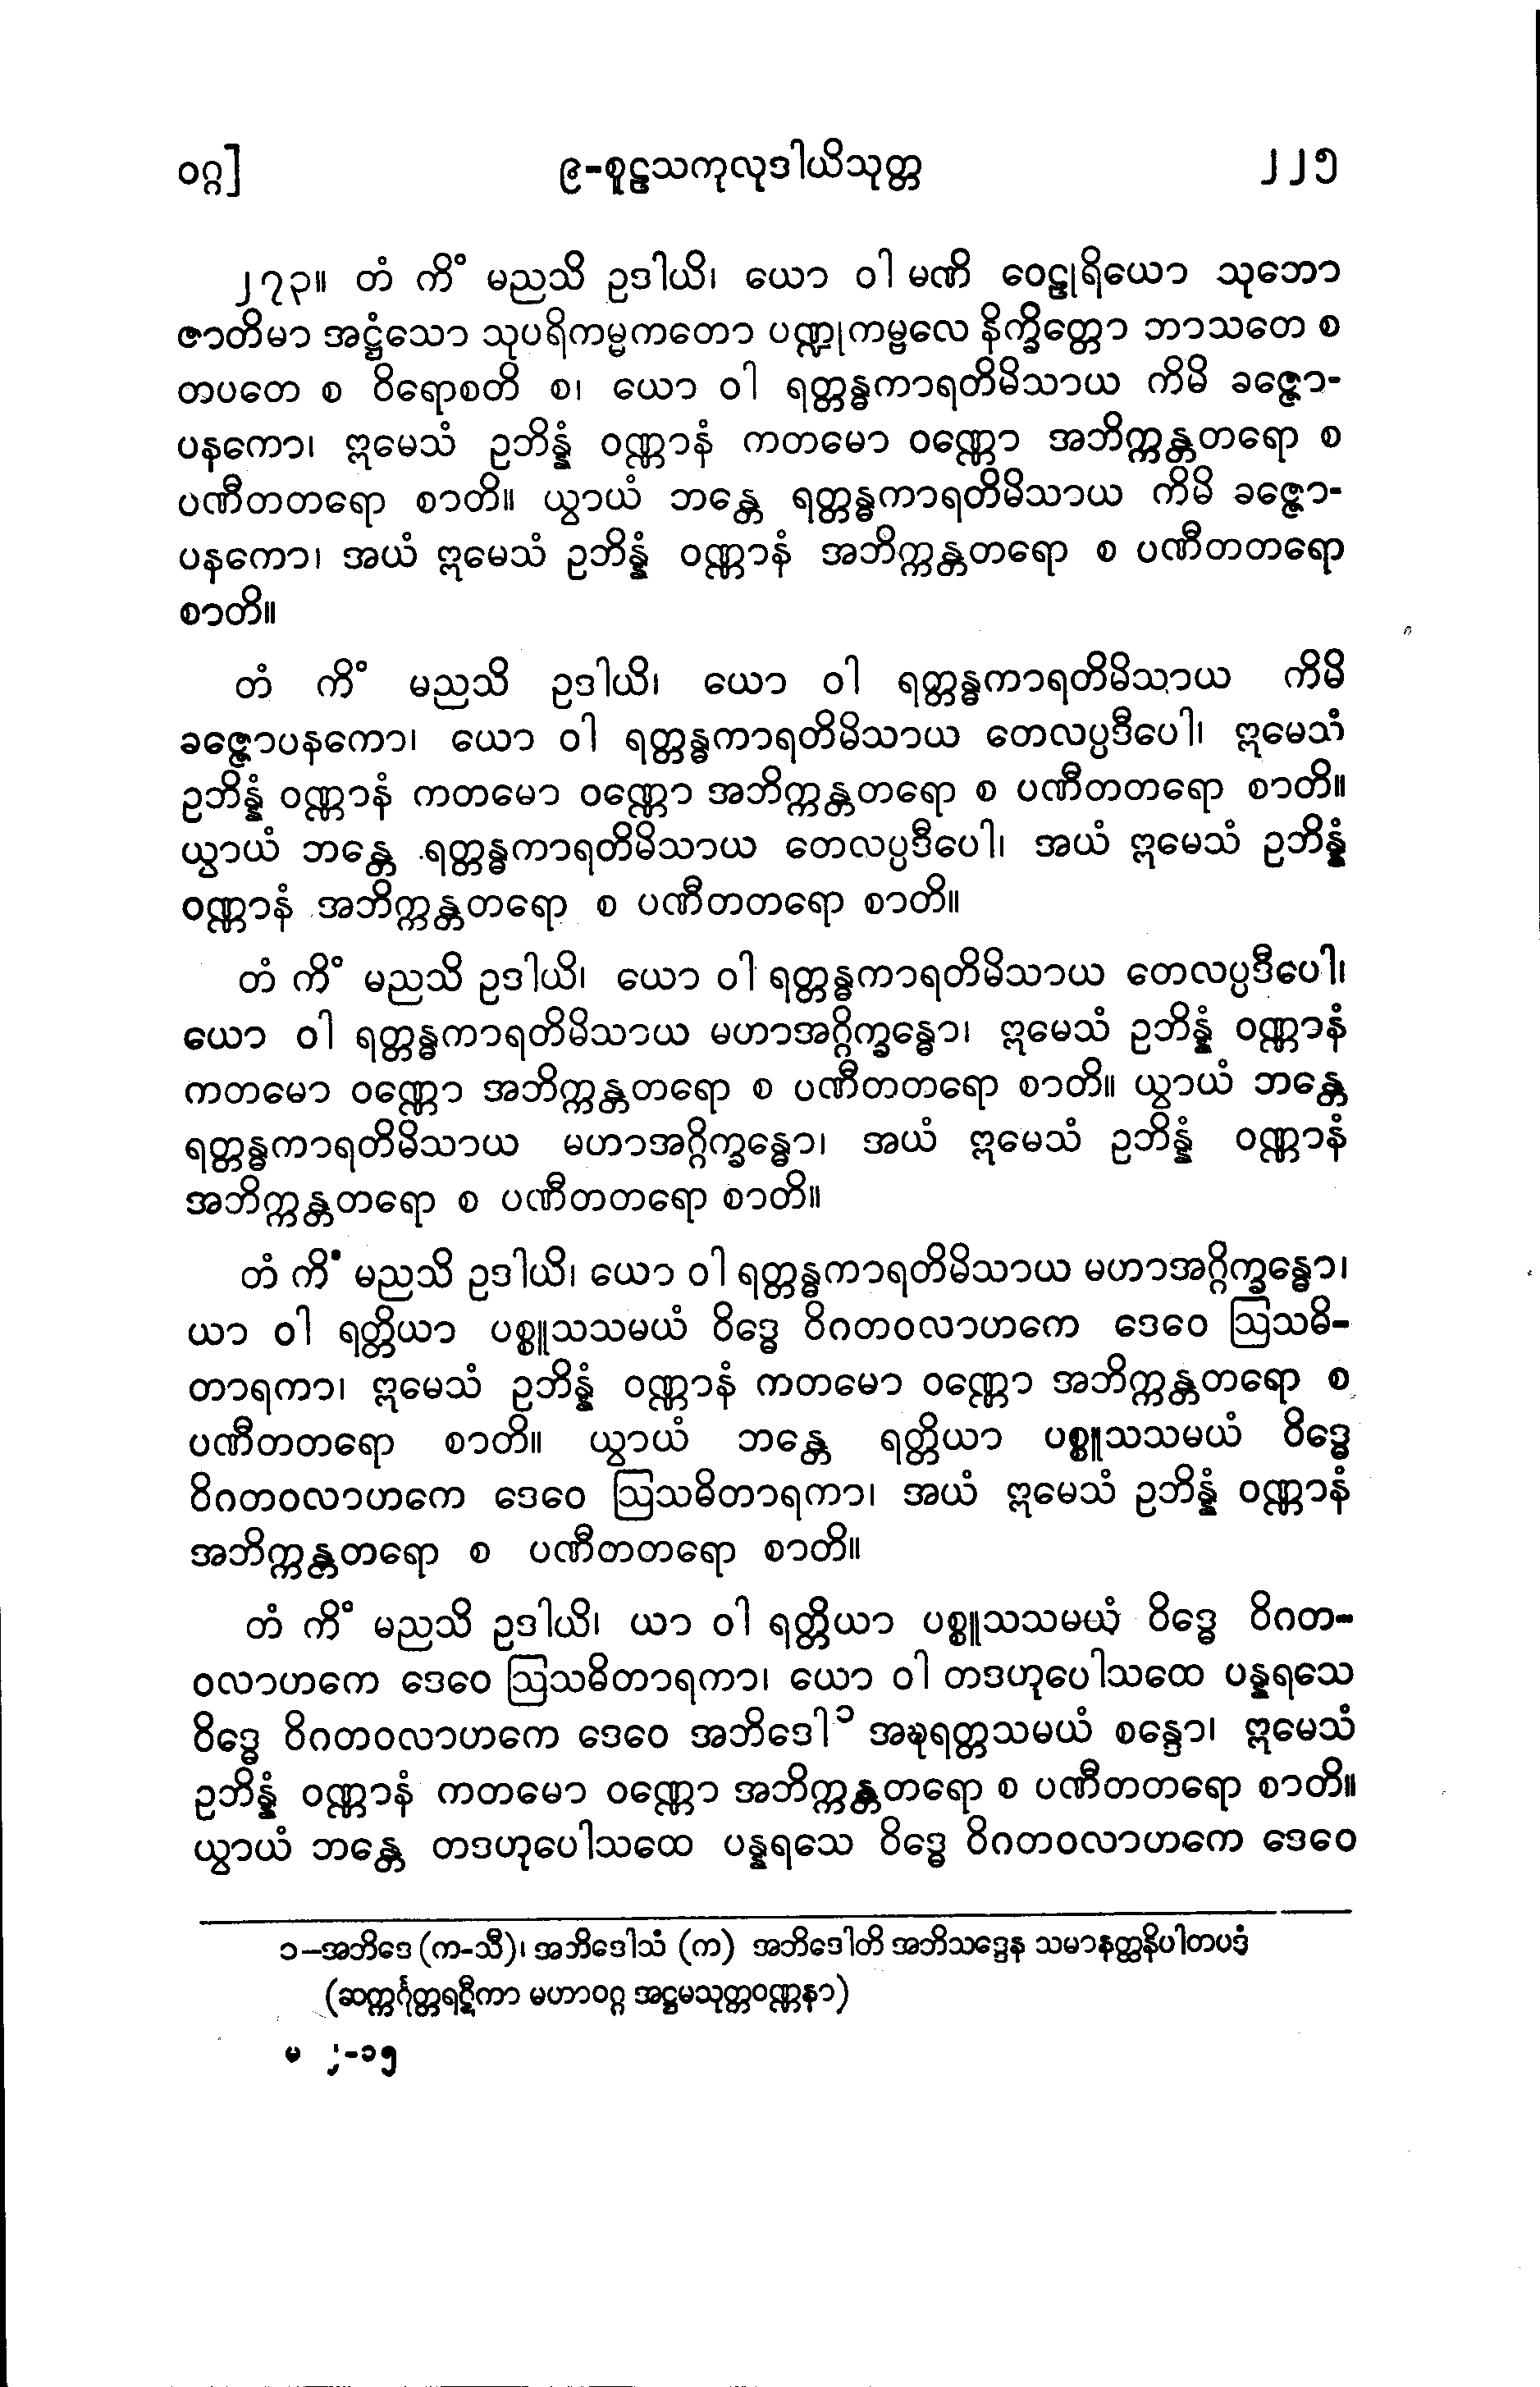 ဝဂ္ဂ]
၉-စူဠသကုလုဒါယိသုတ္တ
၂၂၅
၂၇၃။ တံ ကိံ မညသိ ဥဒါယိ၊ ယော ဝါ မဏိ ဝေဠုရိယော သုဘော
ဇာတိမာ အဋ္ဌံသော သုပရိကမ္မကတော ပဏ္ဍုကမ္ဗလေ နိက္ခိတ္တော ဘာသတေ စ
တပတေ စ ဝိရောစတိ စ၊ ယော ဝါ ရတ္တန္ဓကာရတိမိသာယ ကိမိ ခဇ္ဇော-
ပနကော၊ ဣမေသံ ဥဘိန္နံ ဝဏ္ဏာနံ ကတမော ဝဏ္ဏော အဘိက္ကန္တတရော စ
ပဏီတတရော စာတိ။ ယွာယံ ဘန္တေ ရတ္တန္ဓကာရတိမိသာယ ကိမိ ခဇ္ဇော-
ပနကော၊ အယံ ဣမေသံ ဥဘိန္နံ ဝဏ္ဏာနံ အဘိက္ကန္တတရော စ ပဏီတတရော
စာတိ။
တံ ကိံ မညသိ ဥဒါယိ၊ ယော ဝါ ရတ္တန္ဓကာရတိမိသာယ ကိမိ
ခဇ္ဇောပနကော၊ ယော ဝါ ရတ္တန္ဓကာရတိမိသာယ တေလပ္ပဒီပေါ၊ ဣမေသံ
ဥဘိန္နံ ဝဏ္ဏာနံ ကတမော ဝဏ္ဏော အဘိက္ကန္တတရော စ ပဏီတတရော စာတိ။
ယွာယံ ဘန္တေ ရတ္တန္ဓကာရတိမိသာယ တေလပ္ပဒီပေါ၊ အယံ ဣမေသံ ဥဘိန္နံ
ဝဏ္ဏာနံ အဘိက္ကန္တတရော စ ပဏီတတရော စာတိ။
တံ ကိံ မညသိ ဥဒါယိ၊ ယော ဝါ ရတ္တန္ဓကာရတိမိသာယ တေလပ္ပဒီပေါ၊
ယော ဝါ ရတ္တန္ဓကာရတိမိသာယ မဟာအဂ္ဂိက္ခန္ဓော၊ ဣမေသံ ဥဘိန္နံ ဝဏ္ဏာနံ
ကတမော ဝဏ္ဏော အဘိက္ကန္တတရော စ ပဏီတတရော စာတိ။ ယွာယံ ဘန္တေ
ရတ္တန္ဓကာရတိမိသာယ မဟာအဂ္ဂိက္ခန္ဓော၊ အယံ ဣမေသံ ဥဘိန္နံ ဝဏ္ဏာနံ
အဘိက္ကန္တတရော စ ပဏီတတရော စာတိ။
တံ ကိံ မညသိ ဥဒါယိ၊ ယော ဝါ ရတ္တန္ဓကာရတိမိသာယ မဟာအဂ္ဂိက္ခန္ဓော၊
ယာ ဝါ ရတ္တိယာ ပစ္စူသသမယံ ဝိဒ္ဓေ ဝိဂတဝလာဟကေ ဒေဝေ ဩသဓိ-
တာရကာ၊ ဣမေသံ ဥဘိန္နံ ဝဏ္ဏာနံ ကတမော ဝဏ္ဏော အဘိက္ကန္တတရော စ
ပဏီတတရော စာတိ။ ယွာယံ ဘန္တေ ရတ္တိယာ ပစ္စူသသမယံ ဝိဒ္ဓေ
ဝိဂတဝလာဟကေ ဒေဝေ ဩသဓိတာရကာ၊ အယံ ဣမေသံ ဥဘိန္နံ ဝဏ္ဏာနံ
အဘိက္ကန္တတရော စ ပဏီတတရော စာတိ။
တံ ကိံ မညသိ ဥဒါယိ၊ ယာ ဝါ ရတ္တိယာ ပစ္စူသသမယံ ဝိဒ္ဓေ ဝိဂတ-
ဝလာဟကေ ဒေဝေ ဩသဓိတာရကာ၊ ယော ဝါ တဒဟုပေါသထေ ပန္နရသေ
ဝိဒ္ဓေ ဝိဂတဝလာဟကေ ဒေဝေ အဘိဒေါ၁ အဍ္ဎရတ္တသမယံ စန္ဒော၊ ဣမေသံ
ဥဘိန္နံ ဝဏ္ဏာနံ ကတမော ဝဏ္ဏော အဘိက္ကန္တတရော စ ပဏီတတရော စာတိ။
ယွာယံ ဘန္တေ တဒဟုပေါသထေ ပန္နရသေ ဝိဒ္ဓေ ဝိဂတဝလာဟကေ ဒေဝေ
၁-အဘိဒေ (က-သီ)၊ အဘိဒေါသံ (က) အဘိဒေါတိ အဘိသဒ္ဒေန သမာနတ္ထနိပါတပဒံ
(ဆက္ကင်္ဂုတ္တရဋီကာ မဟာဝဂ္ဂ အဋ္ဌမသုတ္တဝဏ္ဏနာ)
မ ၂-၁၅